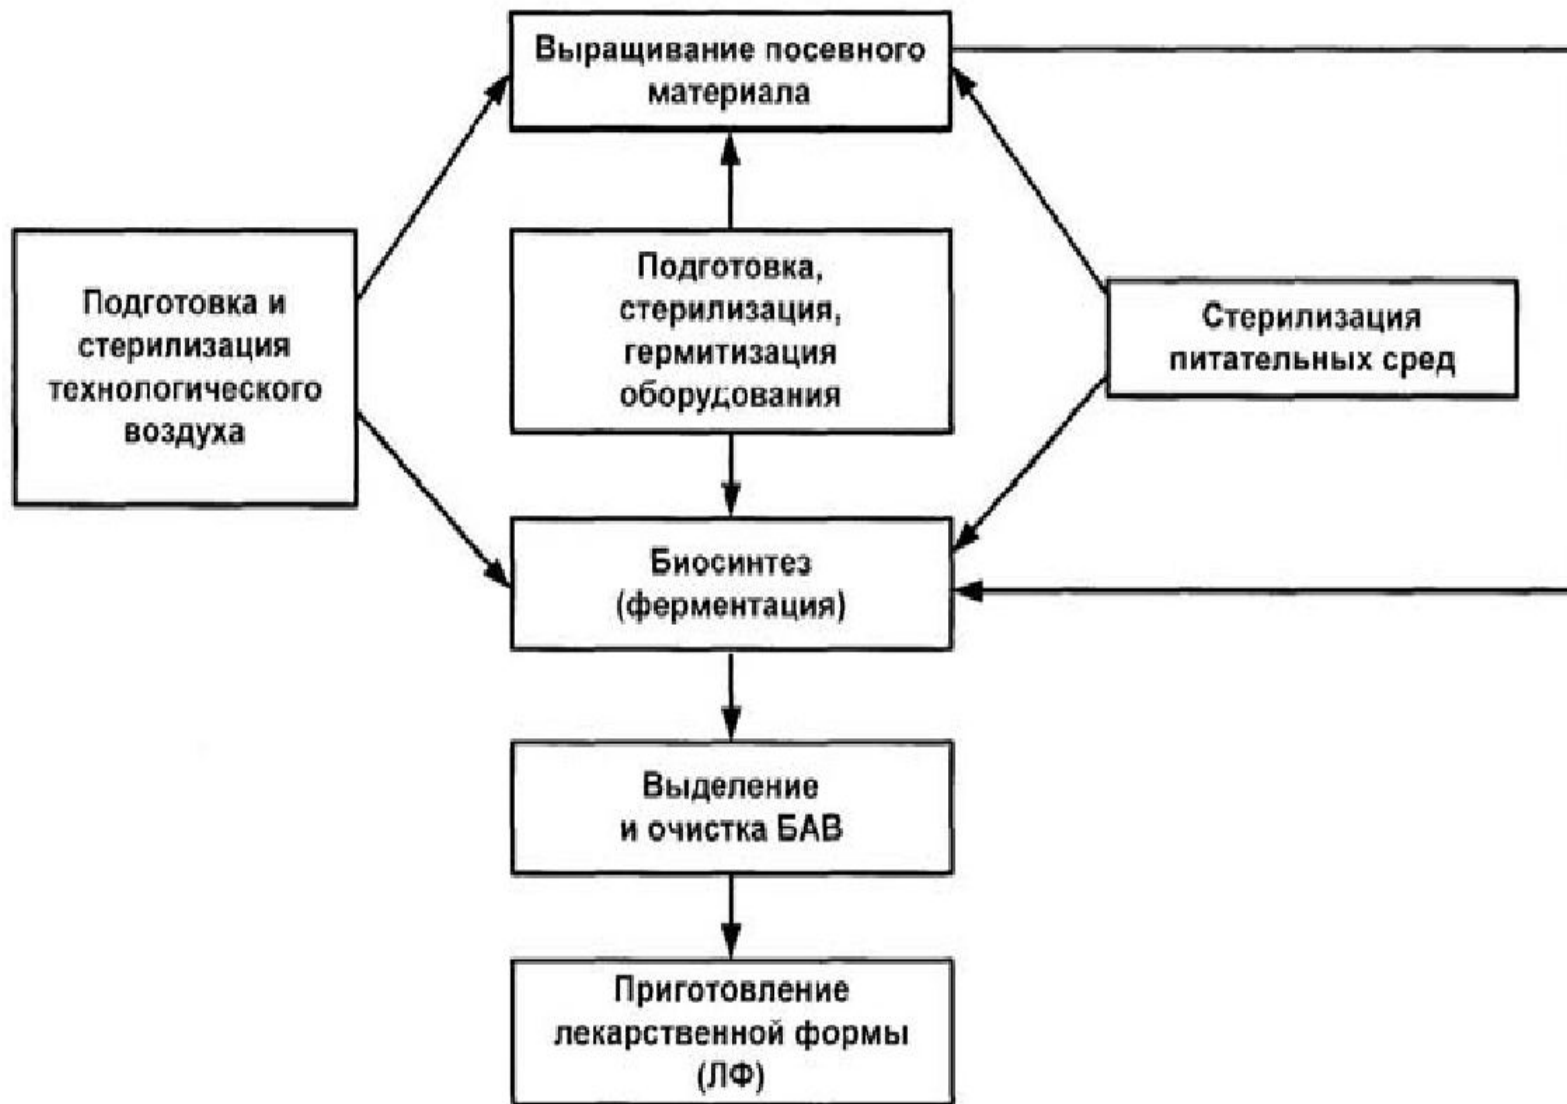 Выращивание посевного
материала
Подготовка и
стерилизация
технологического
воздуха
Подготовка,
стерилизация,
гермитизация
оборудования
Стерилизация
питательных сред
Биосинтез
(ферментация)
Выделение
и очистка БАВ
Приготовление
лекарственной формы
(ЛФ)